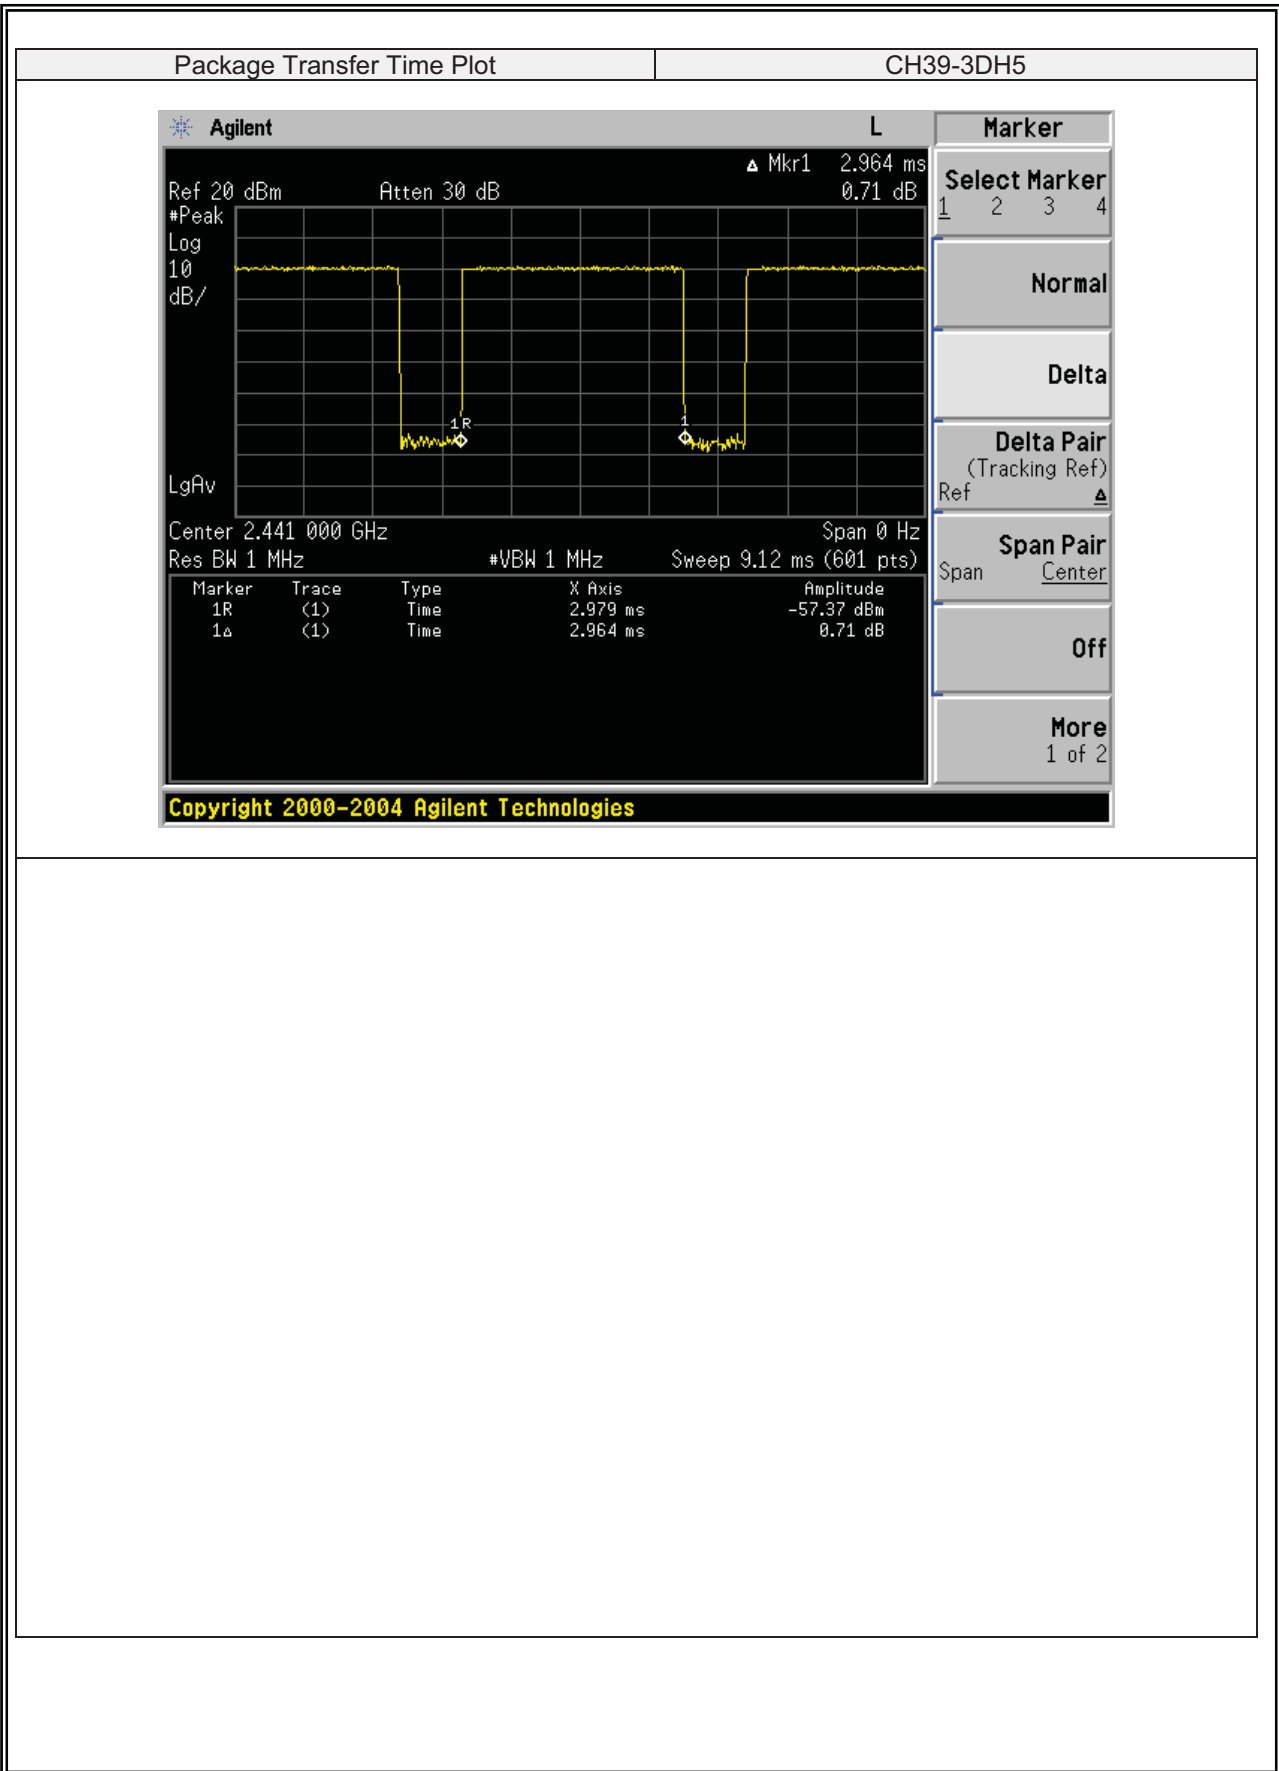 Package Transfer Time Plot CH39-3DH5
Agilent L
Δ Mkr1 2.964 ms
Ref 20 dBm Atten 30 dB 0.71 dB
#Peak
Log
10
dB/
1R
1
LgAv
Center 2.441 000 GHz Span 0 Hz
Res BW 1 MHz #VBW 1 MHz Sweep 9.12 ms (601 pts)
Marker Trace Type X Axis Amplitude
1R (1) Time 2.979 ms -57.37 dBm
1Δ (1) Time 2.964 ms 0.71 dB
Marker
Select Marker
1 2 3 4
Normal
Delta
Delta Pair
(Tracking Ref)
Ref Δ
Span Pair
Span Center
Off
More
1 of 2
Copyright 2000-2004 Agilent Technologies